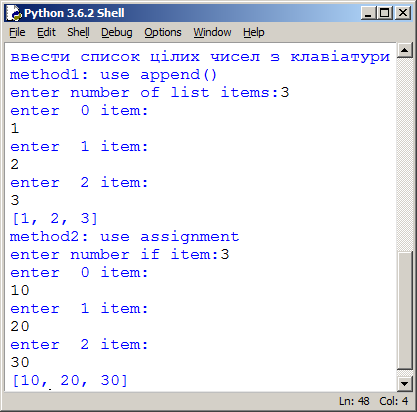 Python 3.6.2 Shell
File Edit Shell Debug Options Window Help
ввести список цілих чисел з клавіатури
method1: use append()
enter number of list items:3
enter  0 item:
1
enter  1 item:
2
enter  2 item:
3
[1, 2, 3]
method2: use assignment
enter number if item:3
enter  0 item:
10
enter  1 item:
20
enter  2 item:
30
[10, 20, 30]
Ln: 48 Col: 4